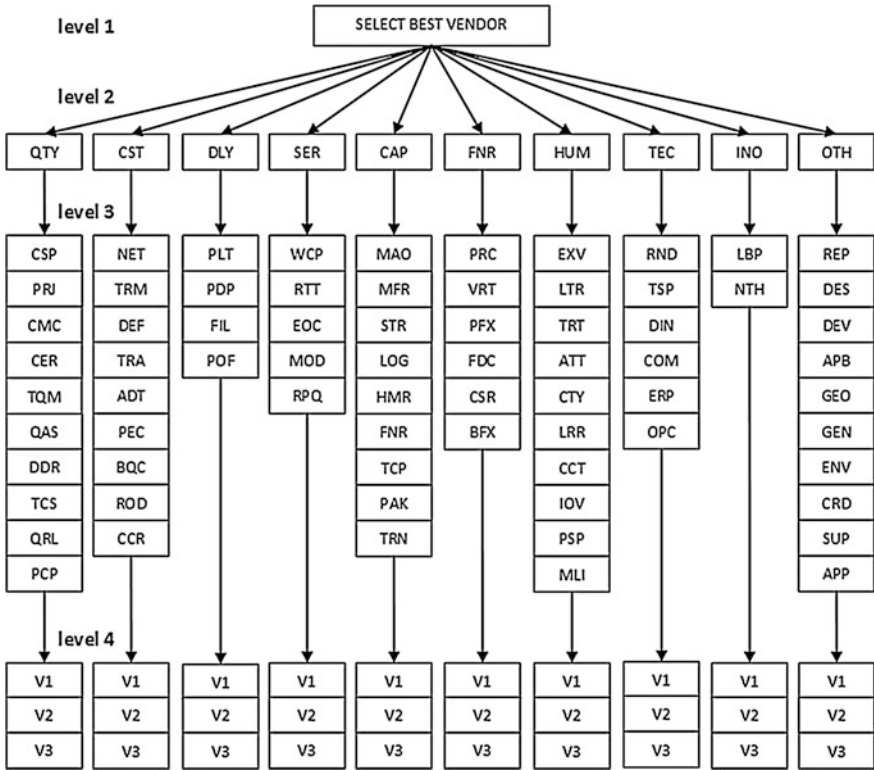 level 1
SELECT BEST VENDOR
level 2
QTY CST DLY SER CAP FNR HUM TEC INO OTH
level 3
CSP NET PLT WCP MAO PRC EXV RND LBP REP
PRJ TRM PDP RTT MFR VRT LTR TSP NTH DES
CMC DEF FIL EOC STR PFX TRT DIN DEV
CER TRA POF MOD LOG FDC ATT COM APB
TQM ADT RPQ HMR CSR CTY ERP GEO
QAS PEC FNR BFX LRR OPC GEN
DDR BQC TCP CCT ENV
TCS ROD PAK IOV CRD
QRL CCR TRN PSP SUP
PCP MLI APP
level 4
V1 V1 V1 V1 V1 V1 V1 V1 V1 V1
V2 V2 V2 V2 V2 V2 V2 V2 V2 V2
V3 V3 V3 V3 V3 V3 V3 V3 V3 V3